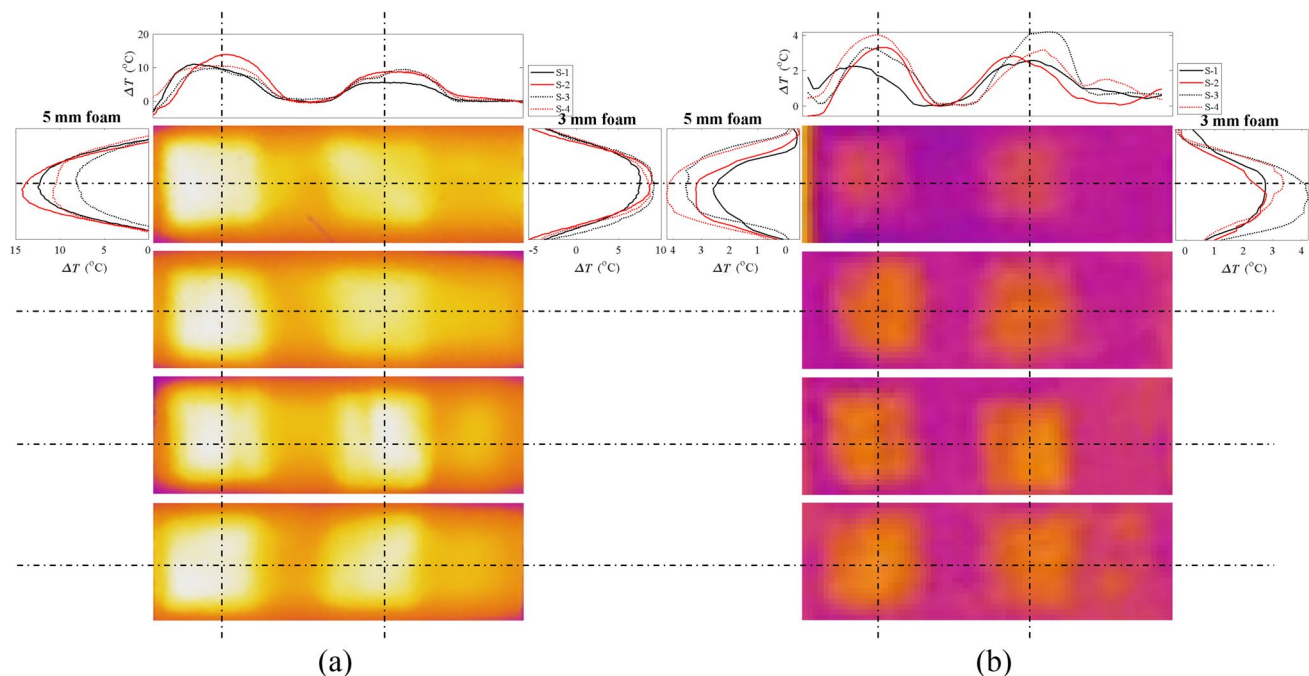 20
10
0
ΔT (°C)
S-1
S-2
S-3
S-4
5 mm foam
15 10 5 0
ΔT (°C)
3 mm foam
-5 0 5 10
ΔT (°C)
(a)
4
2
0
ΔT (°C)
S-1
S-2
S-3
S-4
5 mm foam
4 3 2 1 0
ΔT (°C)
3 mm foam
0 1 2 3 4
ΔT (°C)
(b)